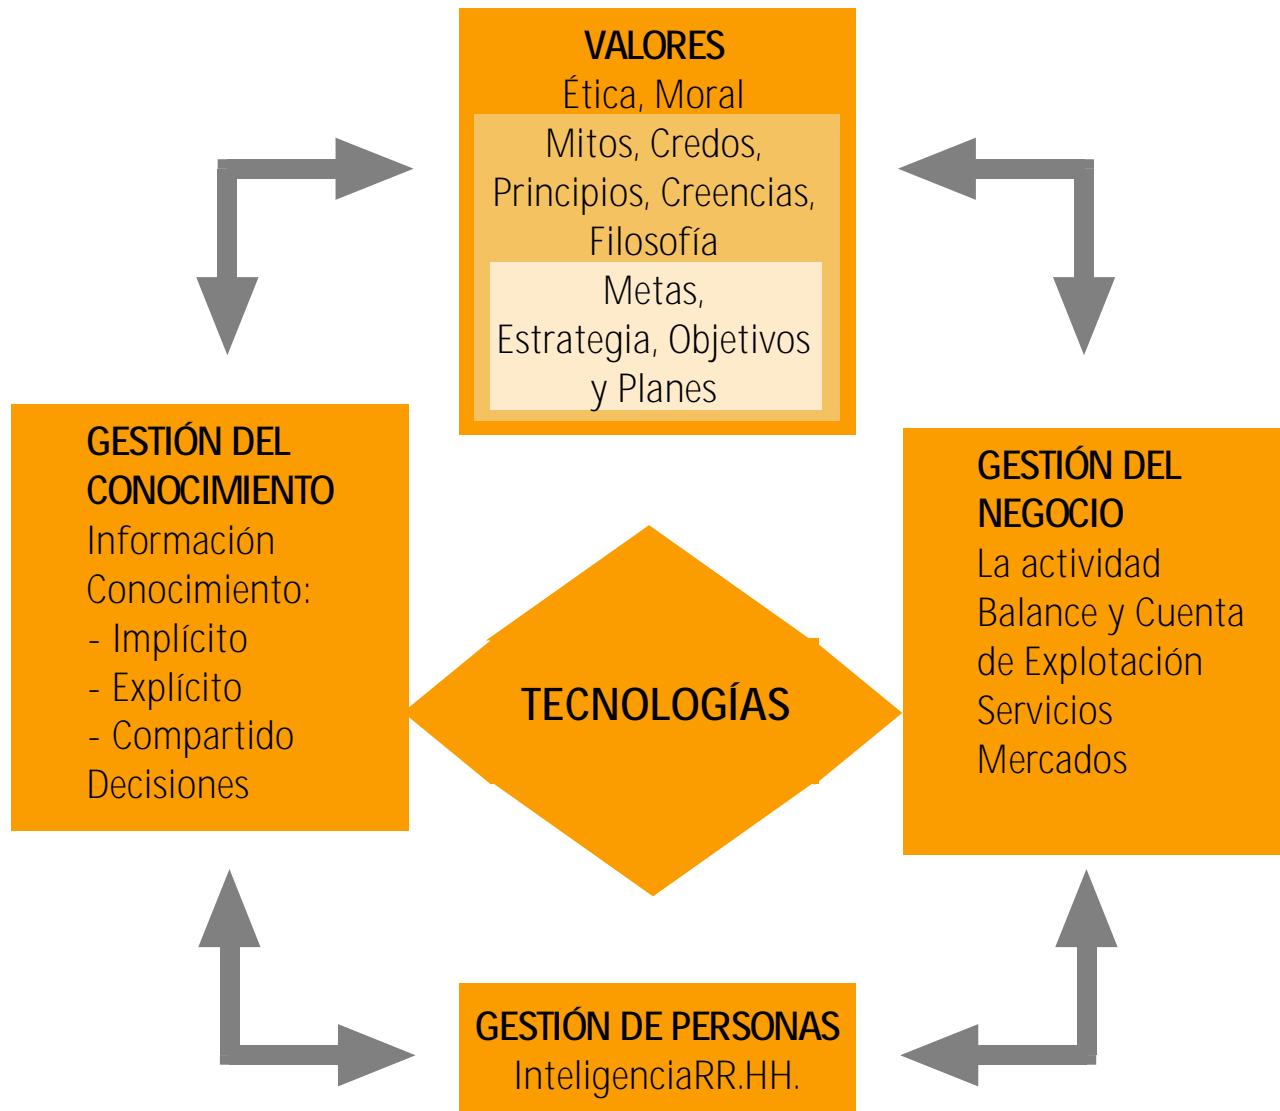 VALORES
Ética, Moral
Mitos, Credos,
Principios, Creencias,
Filosofía
Metas,
Estrategia, Objetivos
y Planes
GESTIÓN DEL
CONOCIMIENTO
Información
Conocimiento:
- Implícito
- Explícito
- Compartido
Decisiones
TECNOLOGÍAS
GESTIÓN DEL
NEGOCIO
La actividad
Balance y Cuenta
de Explotación
Servicios
Mercados
GESTIÓN DE PERSONAS
InteligenciaRR.HH.